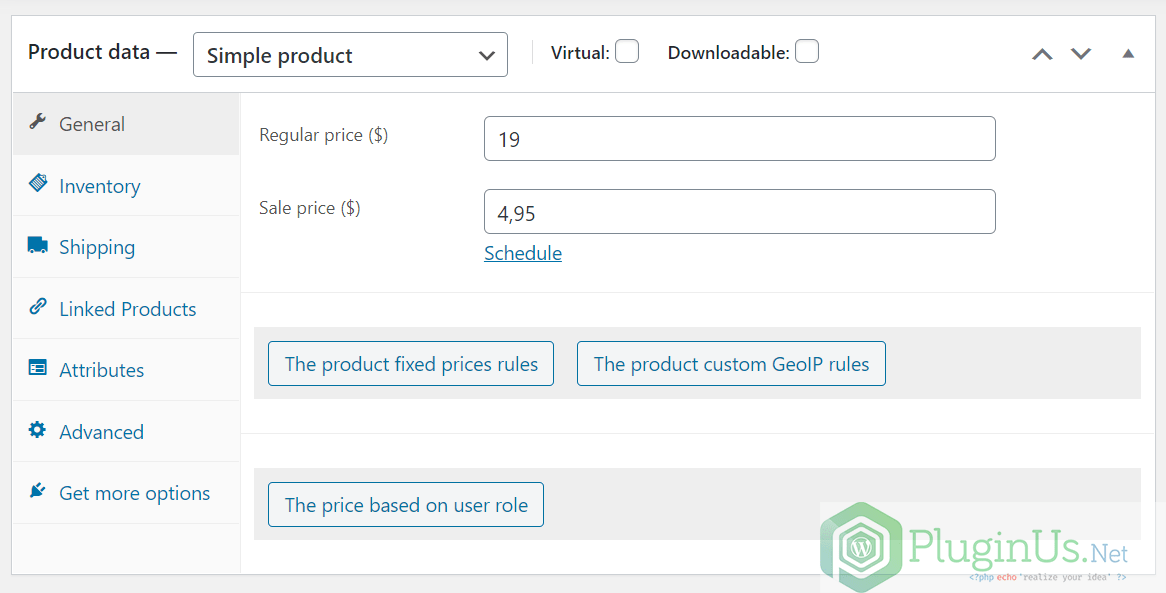 Product data — Simple product Virtual: Downloadable:
General
Regular price ($) 19
Inventory
Sale price ($) 4,95
Shipping
Schedule
Linked Products
Attributes
The product fixed prices rules The product custom GeoIP rules
Advanced
Get more options
The price based on user role
PluginUs.Net
<?php echo 'realize your idea' ?>